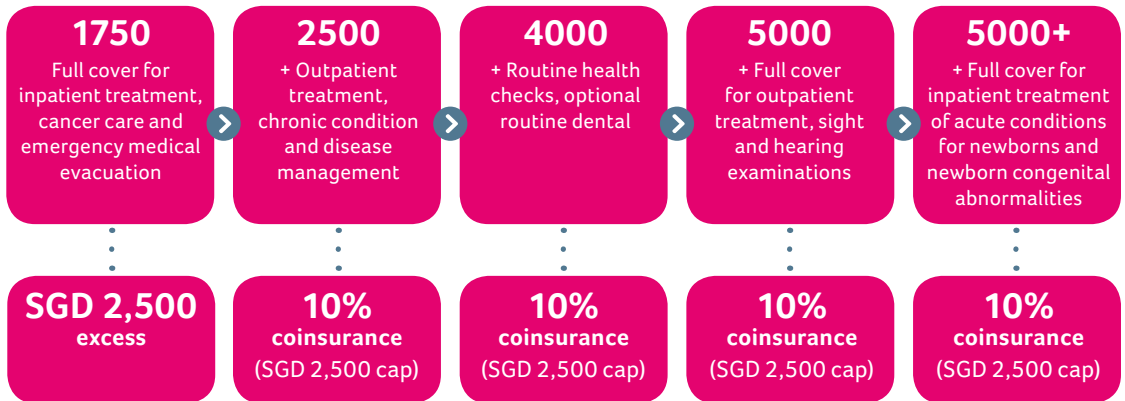 1750
Full cover for
inpatient treatment,
cancer care and
emergency medical
evacuation
2500
+ Outpatient
treatment,
chronic condition
and disease
management
4000
+ Routine health
checks, optional
routine dental
5000
+ Full cover
for outpatient
treatment, sight
and hearing
examinations
5000+
+ Full cover for
inpatient treatment
of acute conditions
for newborns and
newborn congenital
abnormalities
SGD 2,500
excess
10%
coinsurance
(SGD 2,500 cap)
10%
coinsurance
(SGD 2,500 cap)
10%
coinsurance
(SGD 2,500 cap)
10%
coinsurance
(SGD 2,500 cap)